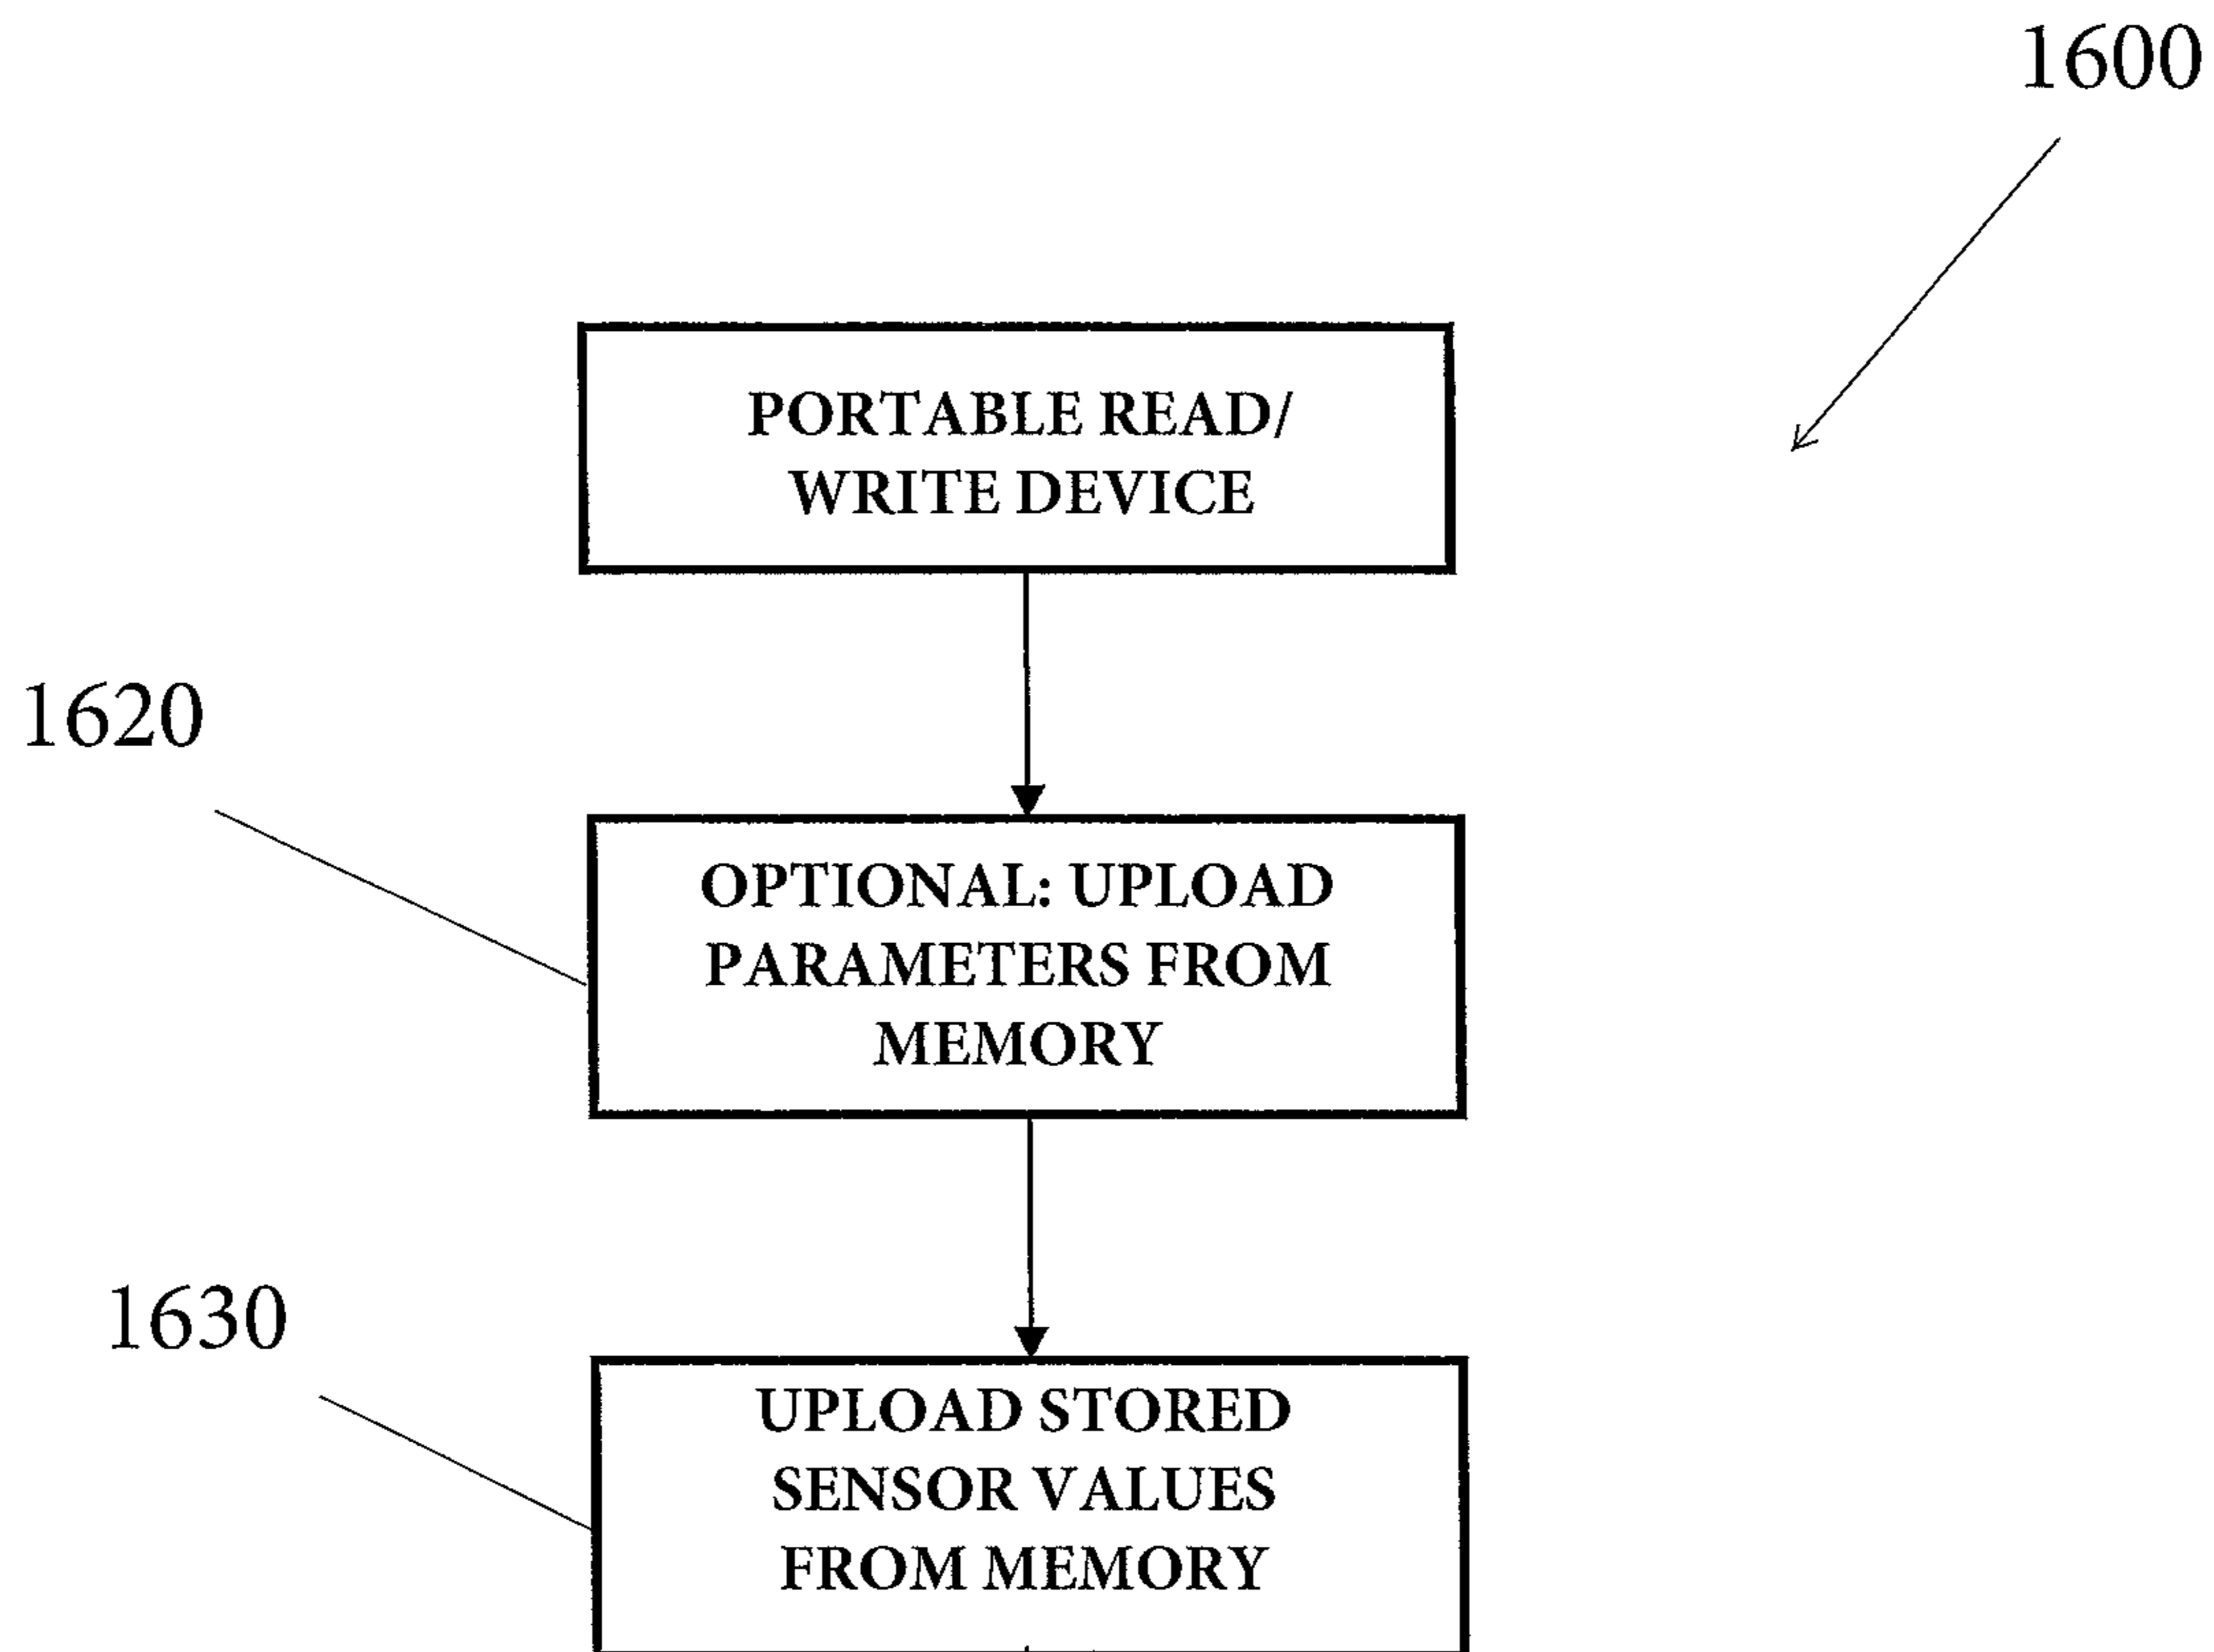 1600
PORTABLE READ/
WRITE DEVICE
1620
OPTIONAL: UPLOAD
PARAMETERS FROM
MEMORY
1630
UPLOAD STORED
SENSOR VALUES
FROM MEMORY